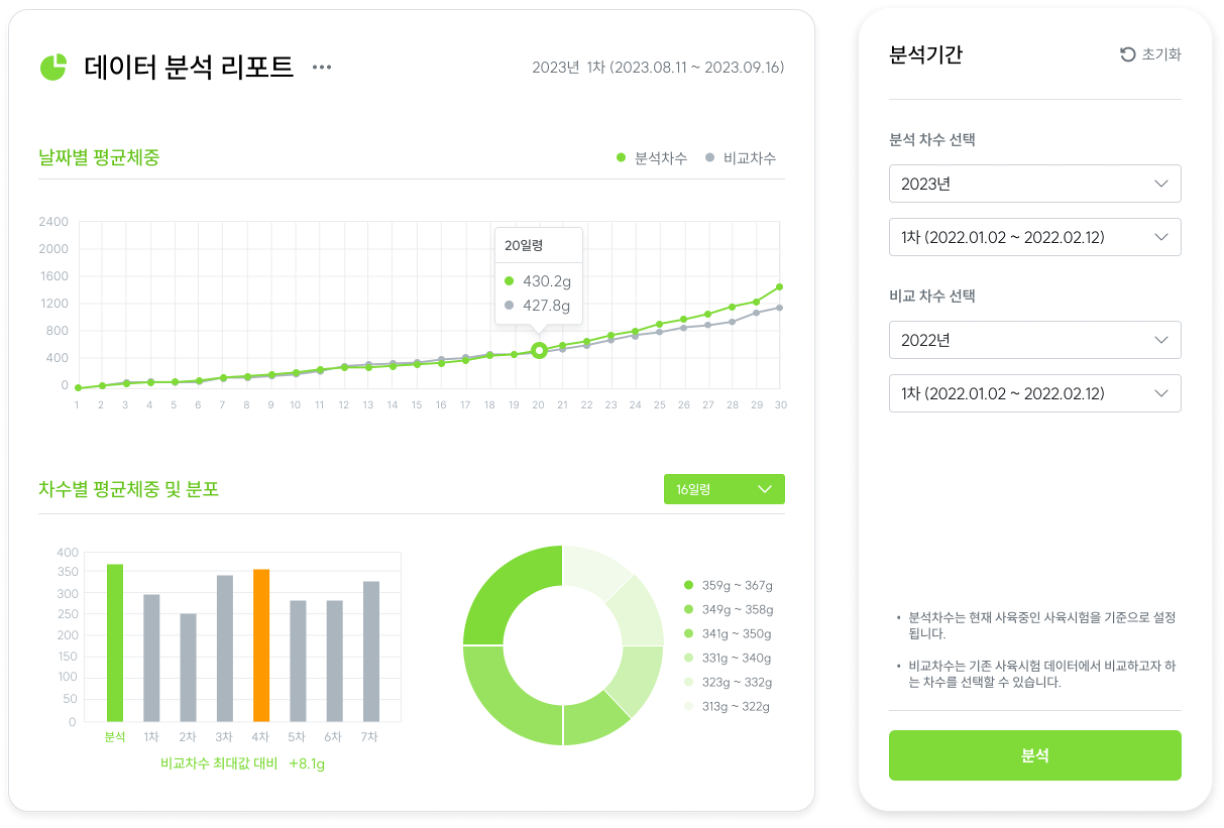 데이터 분석 리포트 ···
2023년 1차 (2023.08.11 ~ 2023.09.16)
날짜별 평균체중
분석차수 비교차수
2400
2000
1600
1200
800
400
0
20일령
430.2g
427.8g
1 2 3 4 5 6 7 8 9 10 11 12 13 14 15 16 17 18 19 20 21 22 23 24 25 26 27 28 29 30
차수별 평균체중 및 분포
16일령
400
350
300
250
200
150
100
50
0
분석 1차 2차 3차 4차 5차 6차 7차
비교차수 최대값 대비 +8.1g
359g ~ 367g
349g ~ 358g
341g ~ 350g
331g ~ 340g
323g ~ 332g
313g ~ 322g
분석기간
초기화
분석 차수 선택
2023년
1차 (2022.01.02 ~ 2022.02.12)
비교 차수 선택
2022년
1차 (2022.01.02 ~ 2022.02.12)
• 분석차수는 현재 사육중인 사육시험을 기준으로 설정
됩니다.
• 비교차수는 기존 사육시험 데이터에서 비교하고자 하
는 차수를 선택할 수 있습니다.
분석